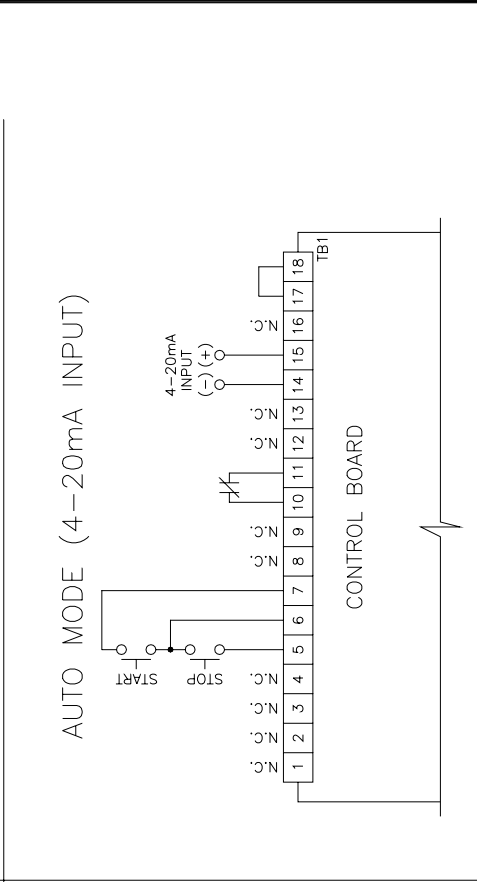 AUTO MODE (4-20mA INPUT)
START
STOP
4-20mA
INPUT
(-) (+)
N.C. N.C. N.C. N.C. N.C. N.C. N.C. N.C. N.C.
1 2 3 4 5 6 7 8 9 10 11 12 13 14 15 16 17 18
TB1
CONTROL BOARD